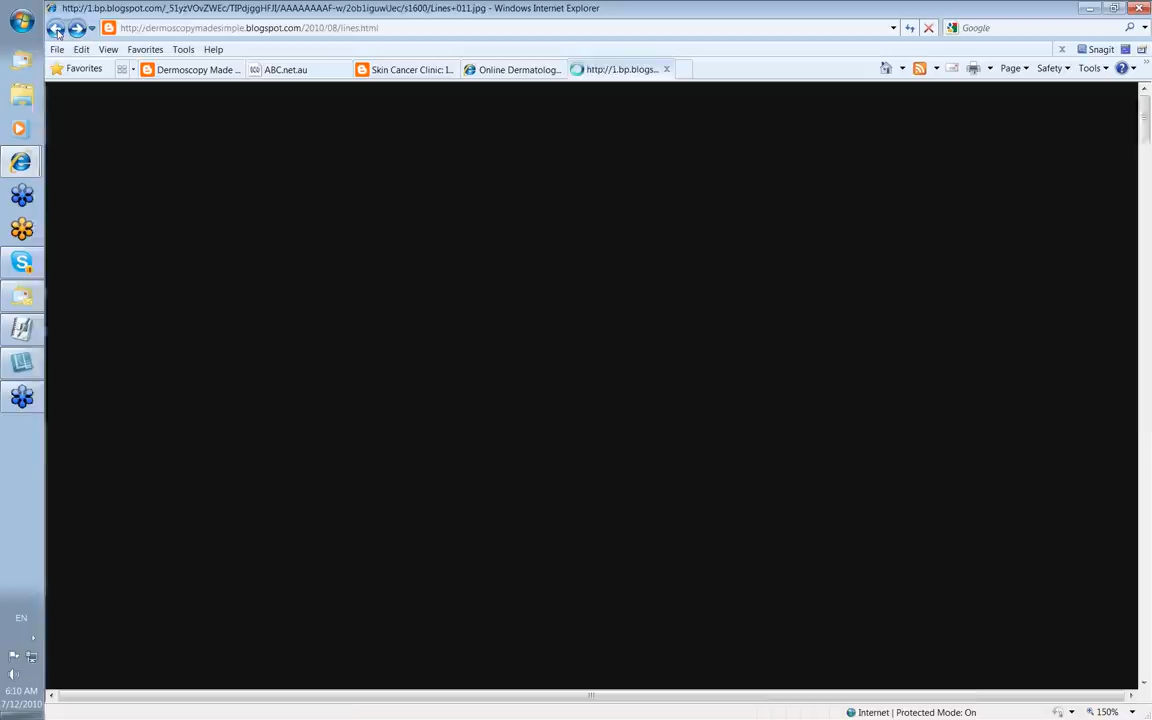 http://1.bp.blogspot.com/_51yzVOvZWEc/TIPdjggHFJI/AAAAAAAAF-w/2ob1iguwUec/s1600/Lines+011.jpg - Windows Internet Explorer
http://dermoscopymadesimple.blogspot.com/2010/08/lines.html
Google
File Edit View Favorites Tools Help
x Snagit
Favorites
Dermoscopy Made ...
ABC.net.au
Skin Cancer Clinic: I...
Online Dermatolog...
http://1.bp.blogs...
Page
Safety
Tools
EN
6:10 AM
7/12/2010
Internet | Protected Mode: On
150%